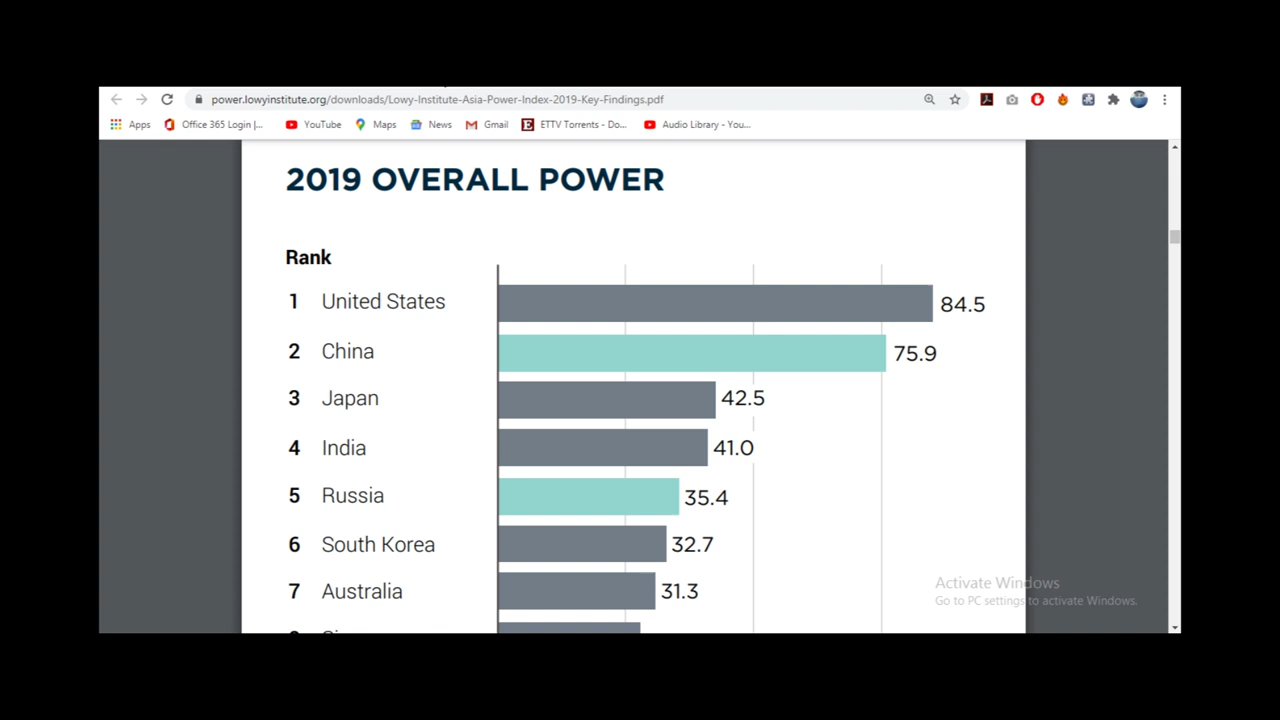 power.lowyinstitute.org/downloads/Lowy-Institute-Asia-Power-Index-2019-Key-Findings.pdf
Apps Office 365 Login |... YouTube Maps News Gmail ETTV Torrents - Do... Audio Library - You...
2019 OVERALL POWER
Rank
1 United States 84.5
2 China 75.9
3 Japan 42.5
4 India 41.0
5 Russia 35.4
6 South Korea 32.7
7 Australia 31.3
Activate Windows
Go to PC settings to activate Windows.